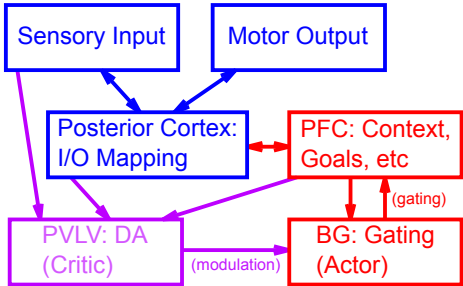 Sensory Input
Motor Output
Posterior Cortex:
I/O Mapping
PFC: Context,
Goals, etc
(gating)
PVLV: DA
(Critic)
(modulation)
BG: Gating
(Actor)